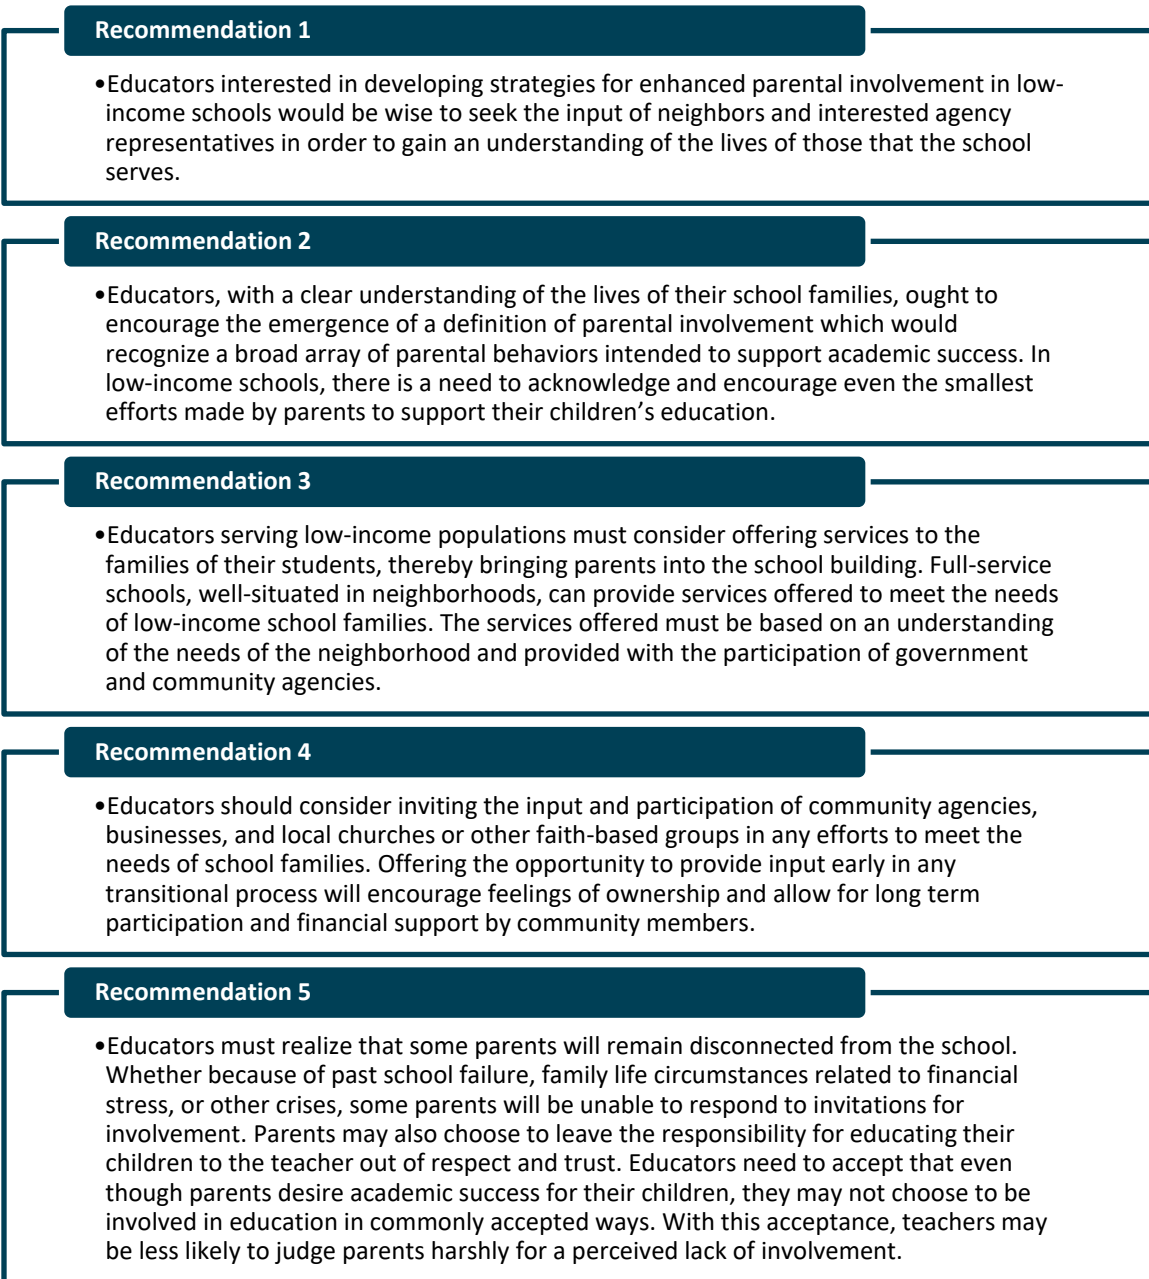 Recommendation 1
•Educators interested in developing strategies for enhanced parental involvement in low-
income schools would be wise to seek the input of neighbors and interested agency
representatives in order to gain an understanding of the lives of those that the school
serves.
Recommendation 2
•Educators, with a clear understanding of the lives of their school families, ought to
encourage the emergence of a definition of parental involvement which would
recognize a broad array of parental behaviors intended to support academic success. In
low-income schools, there is a need to acknowledge and encourage even the smallest
efforts made by parents to support their children’s education.
Recommendation 3
•Educators serving low-income populations must consider offering services to the
families of their students, thereby bringing parents into the school building. Full-service
schools, well-situated in neighborhoods, can provide services offered to meet the needs
of low-income school families. The services offered must be based on an understanding
of the needs of the neighborhood and provided with the participation of government
and community agencies.
Recommendation 4
•Educators should consider inviting the input and participation of community agencies,
businesses, and local churches or other faith-based groups in any efforts to meet the
needs of school families. Offering the opportunity to provide input early in any
transitional process will encourage feelings of ownership and allow for long term
participation and financial support by community members.
Recommendation 5
•Educators must realize that some parents will remain disconnected from the school.
Whether because of past school failure, family life circumstances related to financial
stress, or other crises, some parents will be unable to respond to invitations for
involvement. Parents may also choose to leave the responsibility for educating their
children to the teacher out of respect and trust. Educators need to accept that even
though parents desire academic success for their children, they may not choose to be
involved in education in commonly accepted ways. With this acceptance, teachers may
be less likely to judge parents harshly for a perceived lack of involvement.